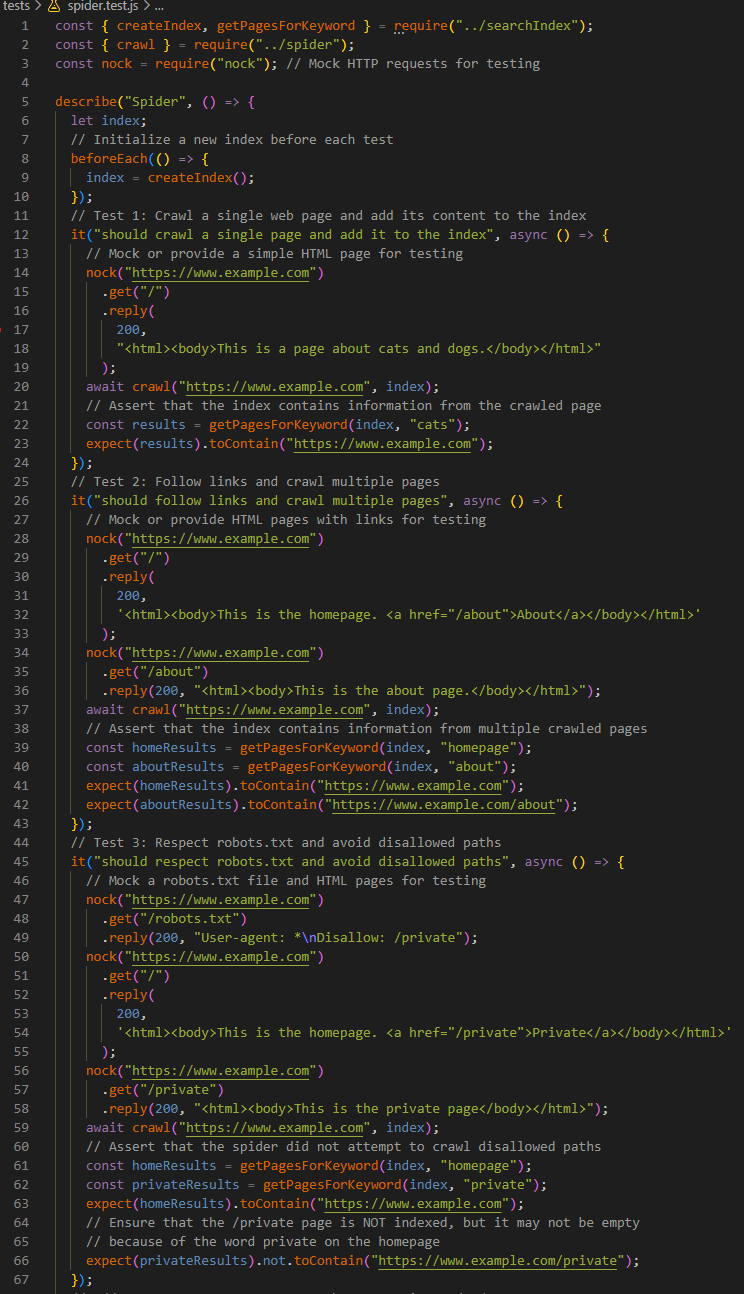 tests > spider.test.js > ...
1 const { createIndex, getPagesForKeyword } = require("../searchIndex");
2 const { crawl } = require("../spider");
3 const nock = require("nock"); // Mock HTTP requests for testing
4
5 describe("Spider", () => {
6   let index;
7   // Initialize a new index before each test
8   beforeEach(() => {
9     index = createIndex();
10   });
11   // Test 1: Crawl a single web page and add its content to the index
12   it("should crawl a single page and add it to the index", async () => {
13     // Mock or provide a simple HTML page for testing
14     nock("https://www.example.com")
15       .get("/")
16       .reply(
17         200,
18         "<html><body>This is a page about cats and dogs.</body></html>"
19       );
20     await crawl("https://www.example.com", index);
21     // Assert that the index contains information from the crawled page
22     const results = getPagesForKeyword(index, "cats");
23     expect(results).toContain("https://www.example.com");
24   });
25   // Test 2: Follow links and crawl multiple pages
26   it("should follow links and crawl multiple pages", async () => {
27     // Mock or provide HTML pages with links for testing
28     nock("https://www.example.com")
29       .get("/")
30       .reply(
31         200,
32         '<html><body>This is the homepage. <a href="/about">About</a></body></html>'
33       );
34     nock("https://www.example.com")
35       .get("/about")
36       .reply(200, "<html><body>This is the about page.</body></html>");
37     await crawl("https://www.example.com", index);
38     // Assert that the index contains information from multiple crawled pages
39     const homeResults = getPagesForKeyword(index, "homepage");
40     const aboutResults = getPagesForKeyword(index, "about");
41     expect(homeResults).toContain("https://www.example.com");
42     expect(aboutResults).toContain("https://www.example.com/about");
43   });
44   // Test 3: Respect robots.txt and avoid disallowed paths
45   it("should respect robots.txt and avoid disallowed paths", async () => {
46     // Mock a robots.txt file and HTML pages for testing
47     nock("https://www.example.com")
48       .get("/robots.txt")
49       .reply(200, "User-agent: *\nDisallow: /private");
50     nock("https://www.example.com")
51       .get("/")
52       .reply(
53         200,
54         '<html><body>This is the homepage. <a href="/private">Private</a></body></html>'
55       );
56     nock("https://www.example.com")
57       .get("/private")
58       .reply(200, "<html><body>This is the private page</body></html>");
59     await crawl("https://www.example.com", index);
60     // Assert that the spider did not attempt to crawl disallowed paths
61     const homeResults = getPagesForKeyword(index, "homepage");
62     const privateResults = getPagesForKeyword(index, "private");
63     expect(homeResults).toContain("https://www.example.com");
64     // Ensure that the /private page is NOT indexed, but it may not be empty
65     // because of the word private on the homepage
66     expect(privateResults).not.toContain("https://www.example.com/private");
67   });